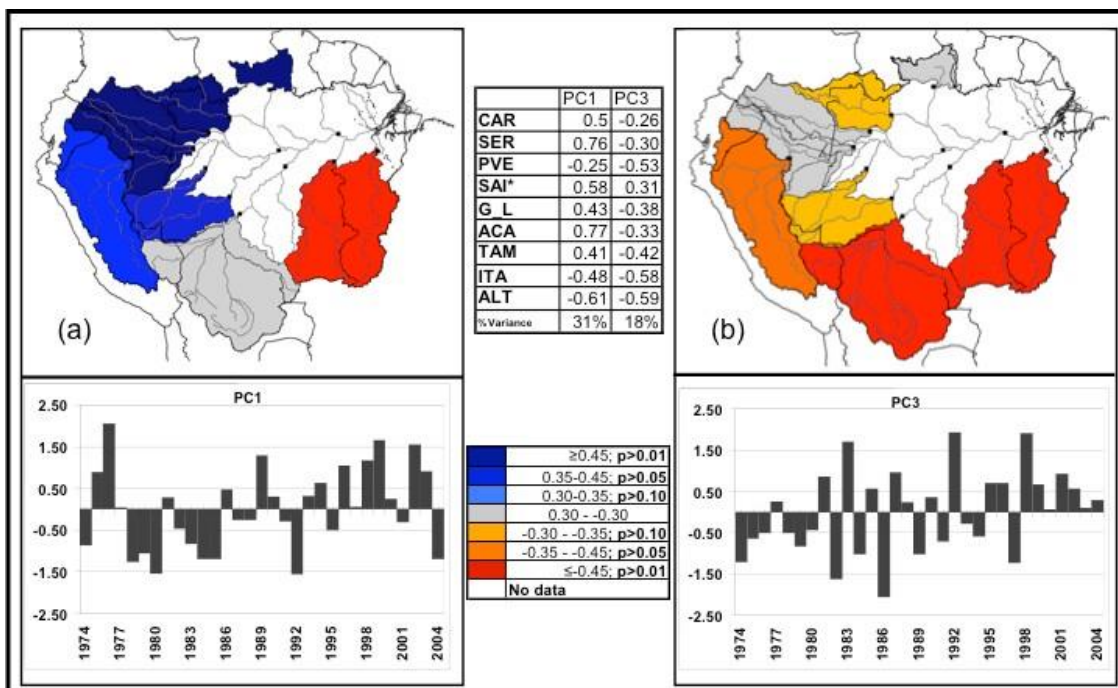 (a)
PC1 PC3
CAR 0.5 -0.26
SER 0.76 -0.30
PVE -0.25 -0.53
SAI* 0.58 0.31
G_L 0.43 -0.38
ACA 0.77 -0.33
TAM 0.41 -0.42
ITA -0.48 -0.58
ALT -0.61 -0.59
%Variance 31% 18%
(b)
PC1
2.50
1.50
0.50
-0.50
-1.50
-2.50
1974 1977 1980 1983 1986 1989 1992 1995 1998 2001 2004
≥0.45; p>0.01
0.35-0.45; p>0.05
0.30-0.35; p>0.10
0.30 - -0.30
-0.30 - -0.35; p>0.10
-0.35 - -0.45; p>0.05
≤-0.45; p>0.01
No data
PC3
2.50
1.50
0.50
-0.50
-1.50
-2.50
1974 1977 1980 1983 1986 1989 1992 1995 1998 2001 2004